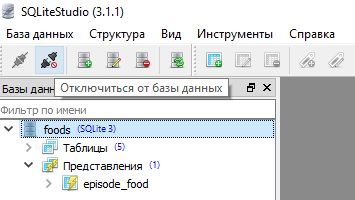 SQLiteStudio (3.1.1)
База данных Структура Вид Инструменты Справка
Отключиться от базы данных
Базы данн
Фильтр по имени
foods (SQLite 3)
Таблицы (5)
Представления (1)
episode_food